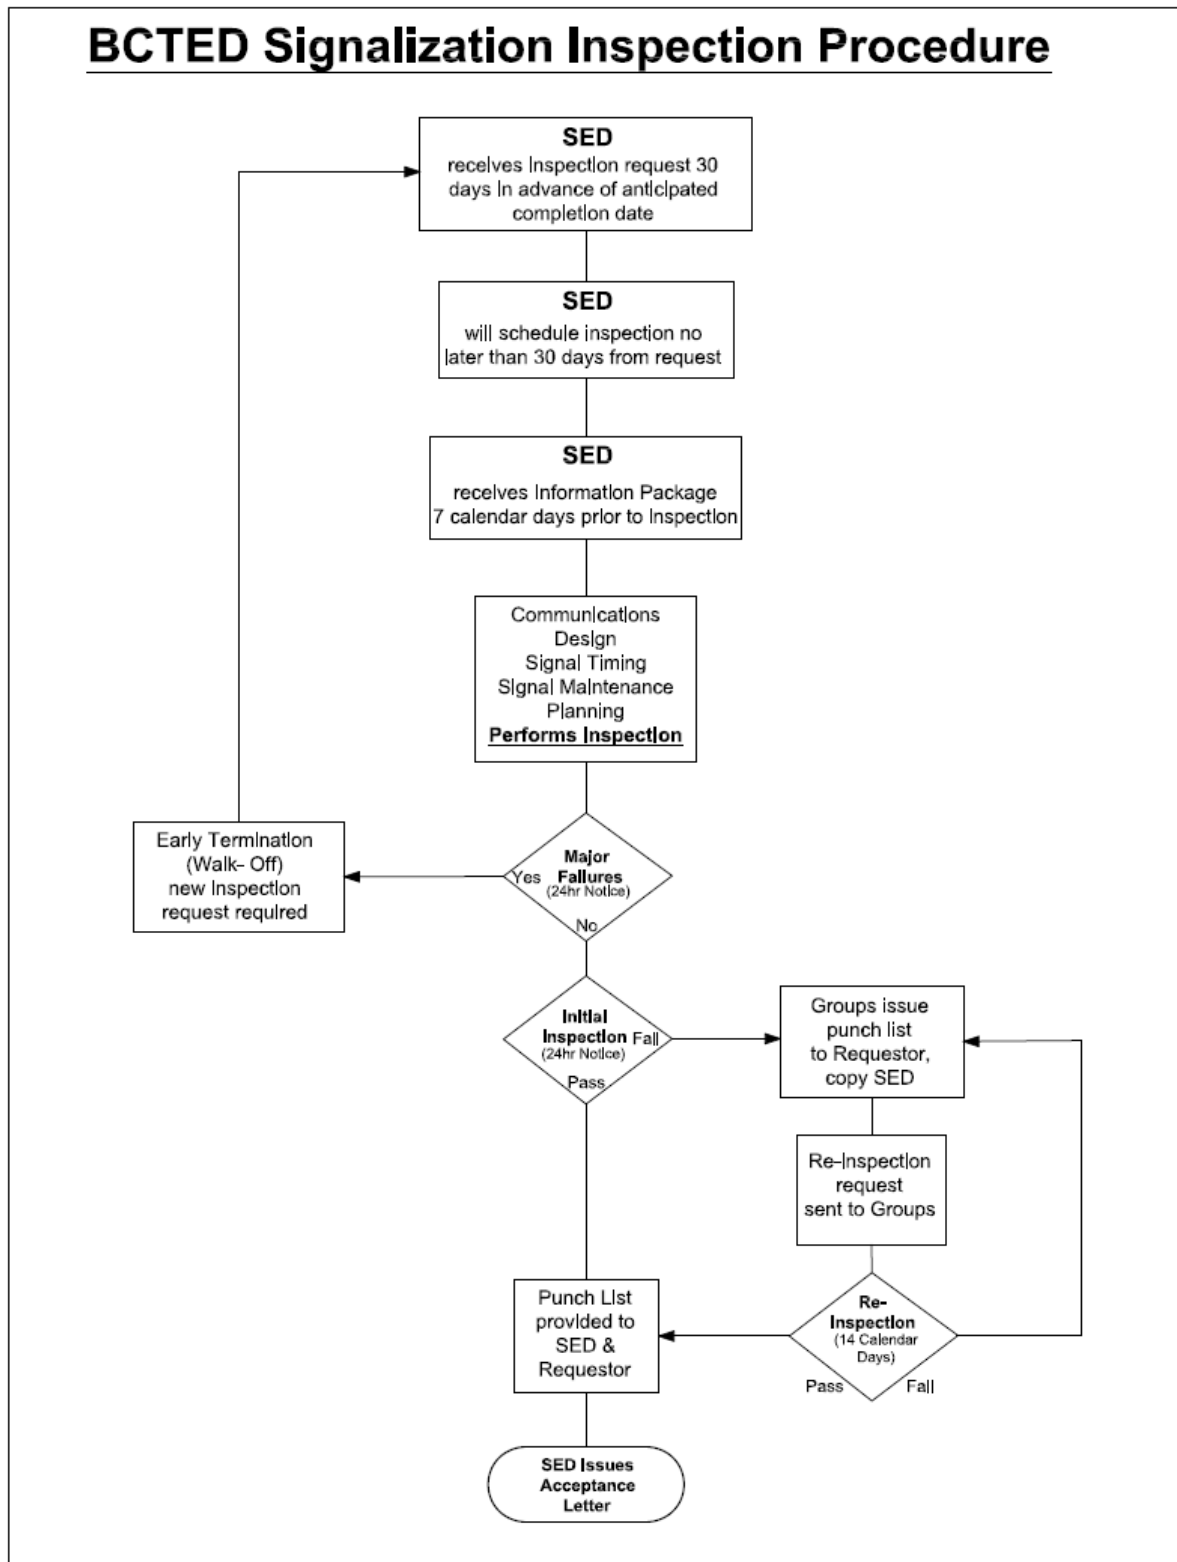 BCTED Signalization Inspection Procedure
SED
receives Inspection request 30
days in advance of anticipated
completion date
SED
will schedule inspection no
later than 30 days from request
SED
receives Information Package
7 calendar days prior to Inspection
Communications
Design
Signal Timing
Signal Maintenance
Planning
Performs Inspection
Early Termination
(Walk- Off)
new Inspection
request required
Major
Failures
(24hr Notice)
Yes
No
Initial
Inspection
(24hr Notice)
Fail
Pass
Groups issue
punch list
to Requestor,
copy SED
Re-Inspection
request
sent to Groups
Re-
Inspection
(14 Calendar
Days)
Pass
Fail
Punch List
provided to
SED &
Requestor
SED Issues
Acceptance
Letter